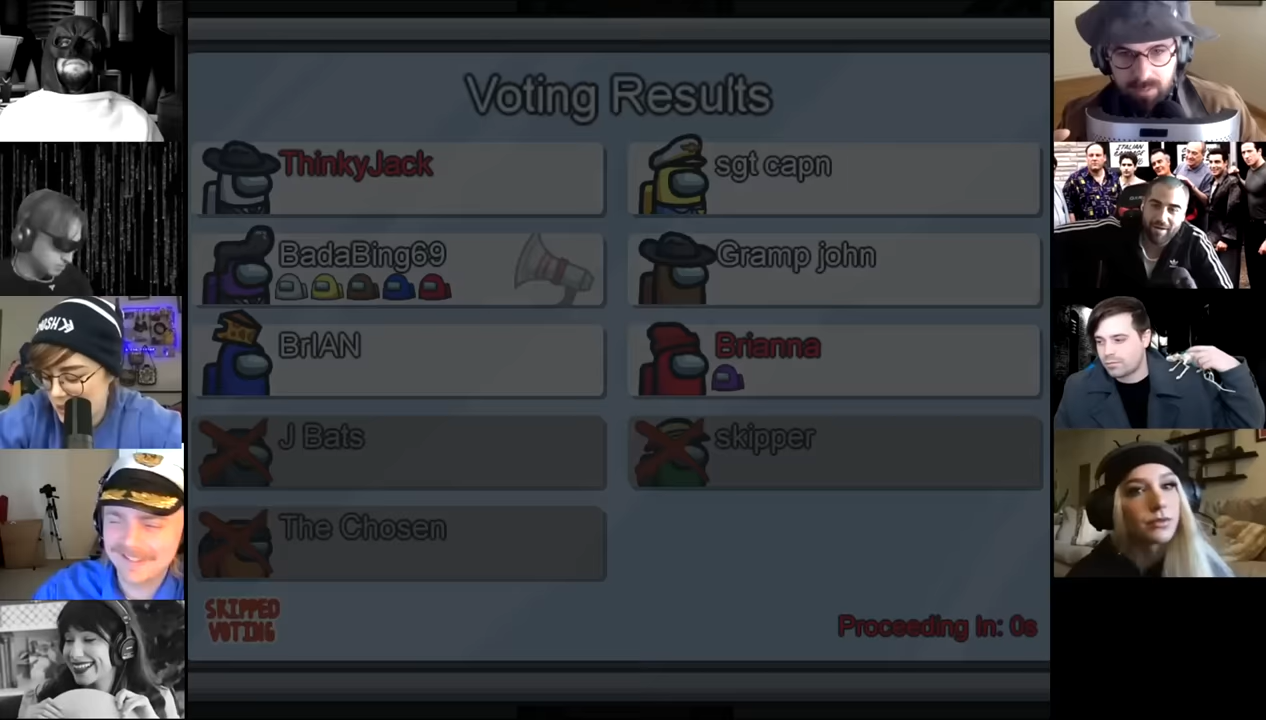 Voting Results
ThinkyJack
sgt capn
BadaBing69
Gramp john
BrIAN
Brianna
J Bats
skipper
The Chosen
SKIPPED
VOTING
Proceeding In: 0s
ITALIAN